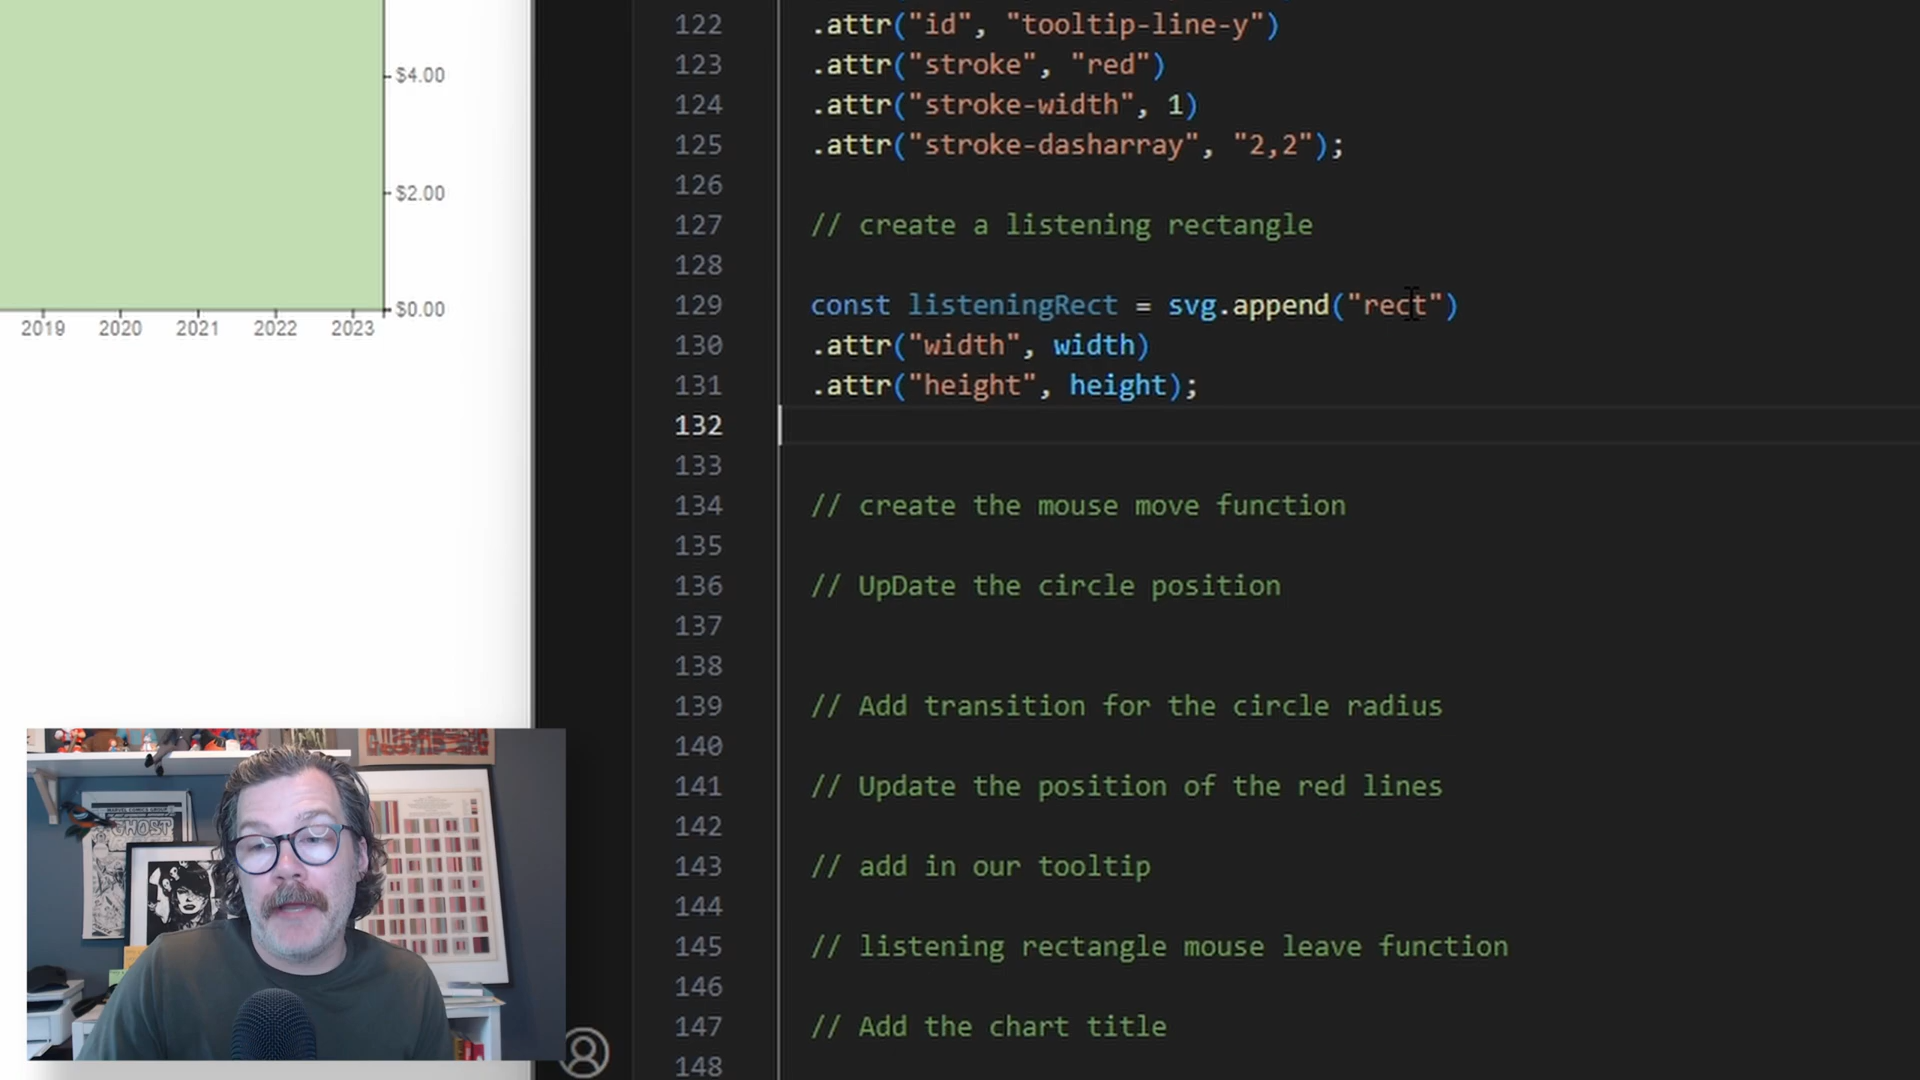 $4.00
$2.00
$0.00
2019 2020 2021 2022 2023
122 .attr("id", "tooltip-line-y")
123 .attr("stroke", "red")
124 .attr("stroke-width", 1)
125 .attr("stroke-dasharray", "2,2");
126
127 // create a listening rectangle
128
129 const listeningRect = svg.append("rect")
130 .attr("width", width)
131 .attr("height", height);
132
133
134 // create the mouse move function
135
136 // UpDate the circle position
137
138
139 // Add transition for the circle radius
140
141 // Update the position of the red lines
142
143 // add in our tooltip
144
145 // listening rectangle mouse leave function
146
147 // Add the chart title
148
GHOST